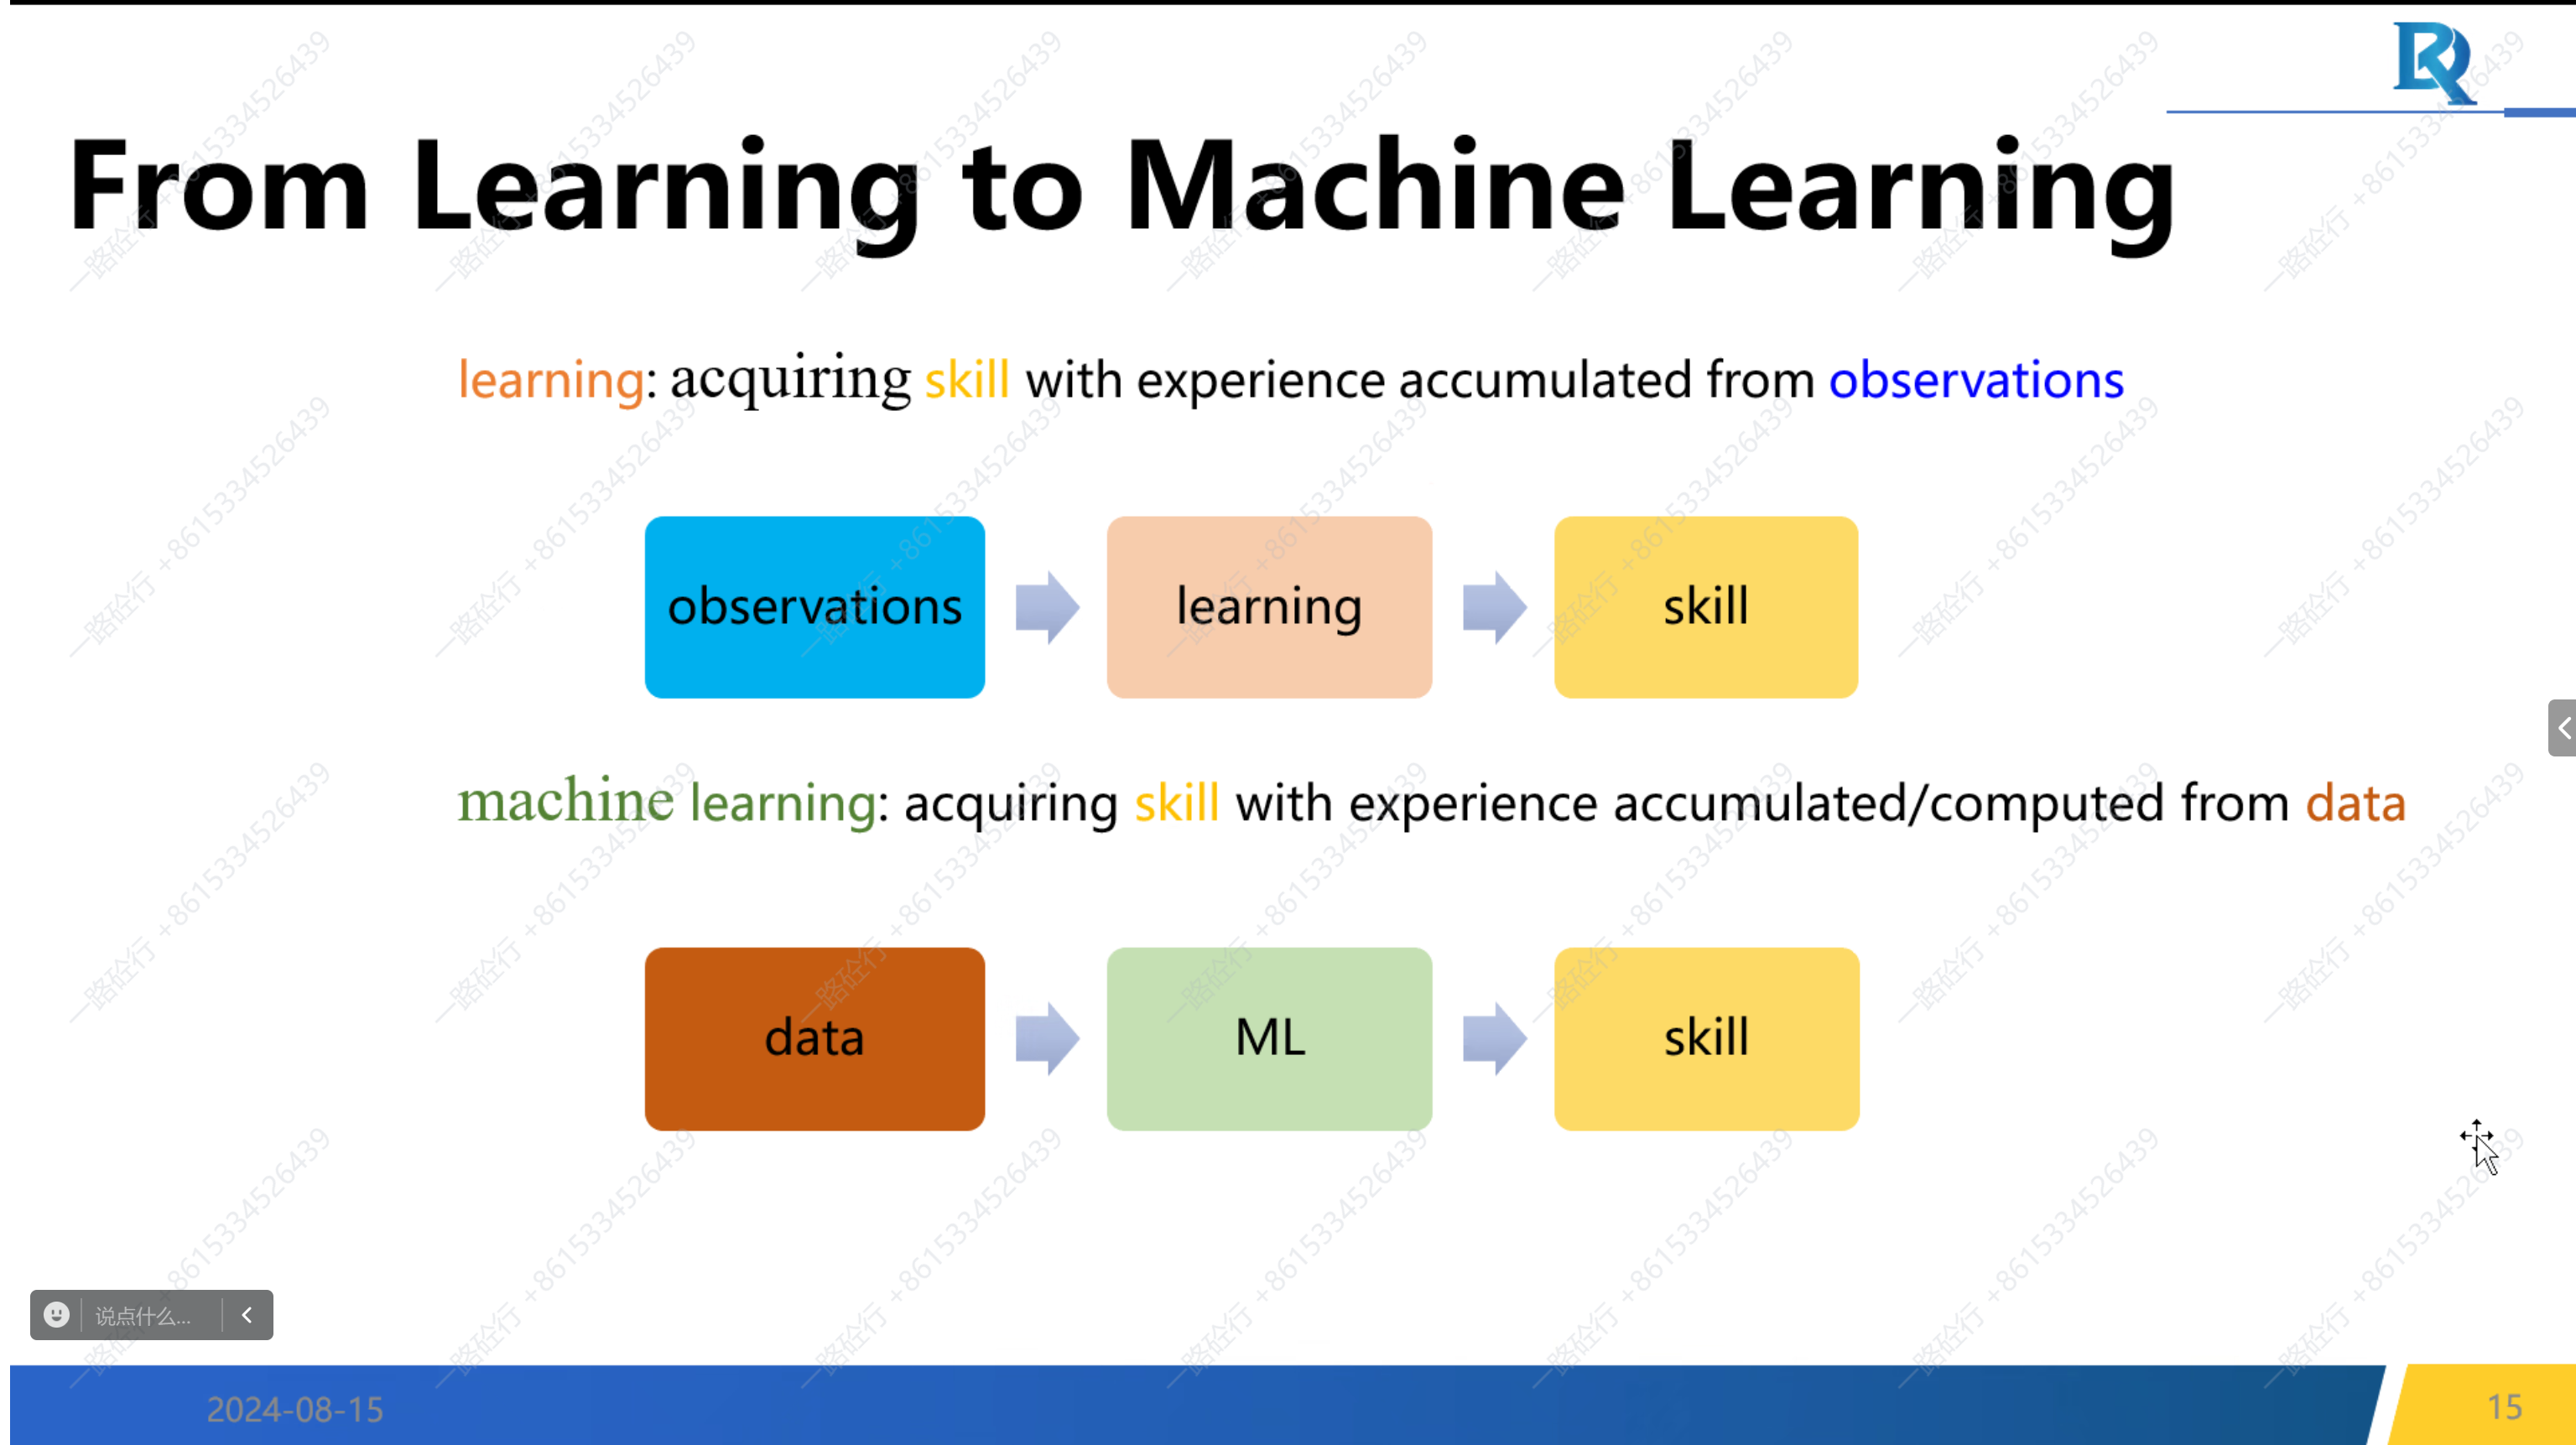 From Learning to Machine Learning
learning: acquiring skill with experience accumulated from observations
observations
learning
skill
machine learning: acquiring skill with experience accumulated/computed from data
data
ML
skill
说点什么...
2024-08-15
15
一路砼行 +86153334526439